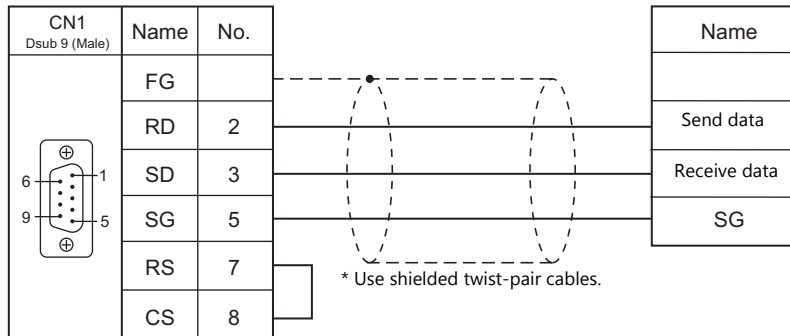 CN1
Dsub 9 (Male)
Name No.
Name
FG
RD 2
Send data
SD 3
Receive data
SG 5
SG
RS 7
CS 8
6
1
9
5
* Use shielded twist-pair cables.